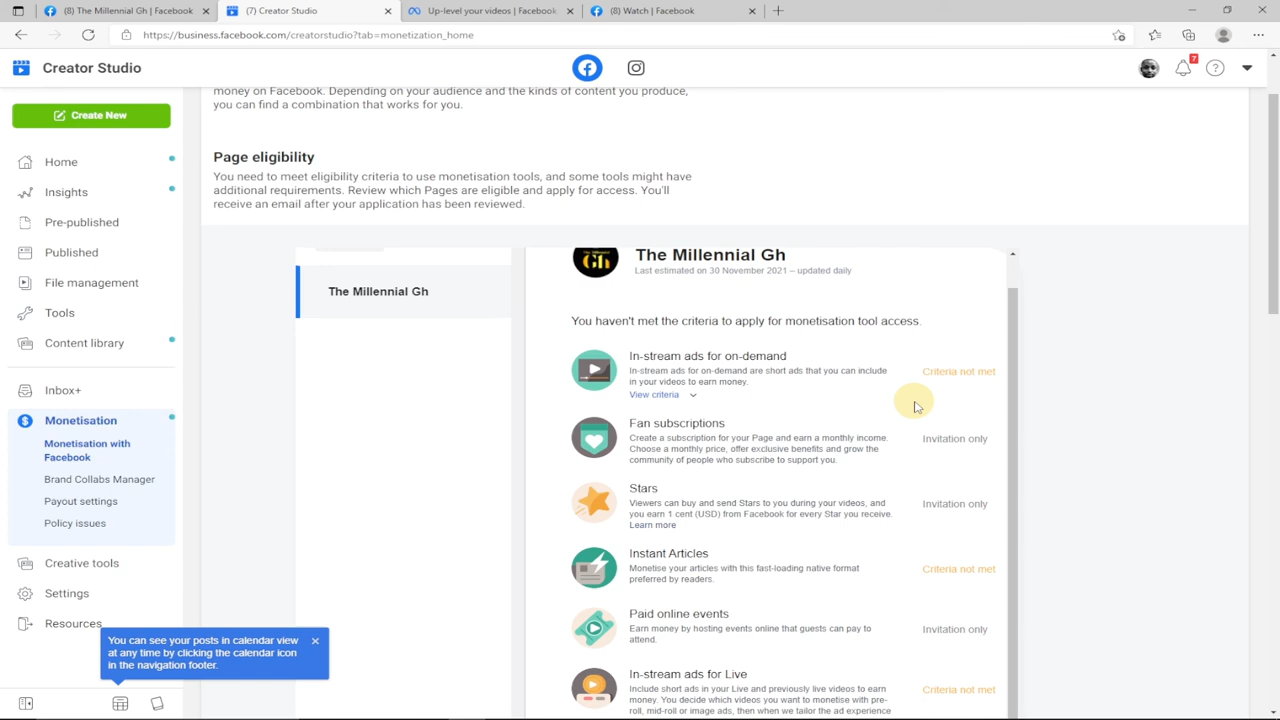 (8) The Millennial Gh | Facebook
(7) Creator Studio
Up-level your videos | Facebook
(8) Watch | Facebook
https://business.facebook.com/creatorstudio?tab=monetization_home
Creator Studio
7
Create New
Home
Insights
Pre-published
Published
File management
Tools
Content library
Inbox+
Monetisation
Monetisation with
Facebook
Brand Collabs Manager
Payout settings
Policy issues
Creative tools
Settings
Resources
You can see your posts in calendar view
at any time by clicking the calendar icon
in the navigation footer.
money on Facebook. Depending on your audience and the kinds of content you produce,
you can find a combination that works for you.
Page eligibility
You need to meet eligibility criteria to use monetisation tools, and some tools might have
additional requirements. Review which Pages are eligible and apply for access. You'll
receive an email after your application has been reviewed.
The Millennial Gh
Gh
The Millennial Gh
Last estimated on 30 November 2021 – updated daily
You haven't met the criteria to apply for monetisation tool access.
In-stream ads for on-demand
In-stream ads for on-demand are short ads that you can include
in your videos to earn money.
View criteria
Criteria not met
Fan subscriptions
Create a subscription for your Page and earn a monthly income.
Choose a monthly price, offer exclusive benefits and grow the
community of people who subscribe to support you.
Invitation only
Stars
Viewers can buy and send Stars to you during your videos, and
you earn 1 cent (USD) from Facebook for every Star you receive.
Learn more
Invitation only
Instant Articles
Monetise your articles with this fast-loading native format
preferred by readers.
Criteria not met
Paid online events
Earn money by hosting events online that guests can pay to
attend.
Invitation only
In-stream ads for Live
Include short ads in your Live and previously live videos to earn
money. You decide which videos you want to monetise with pre-
roll, mid-roll or image ads, then when we tailor the ad experience
Criteria not met